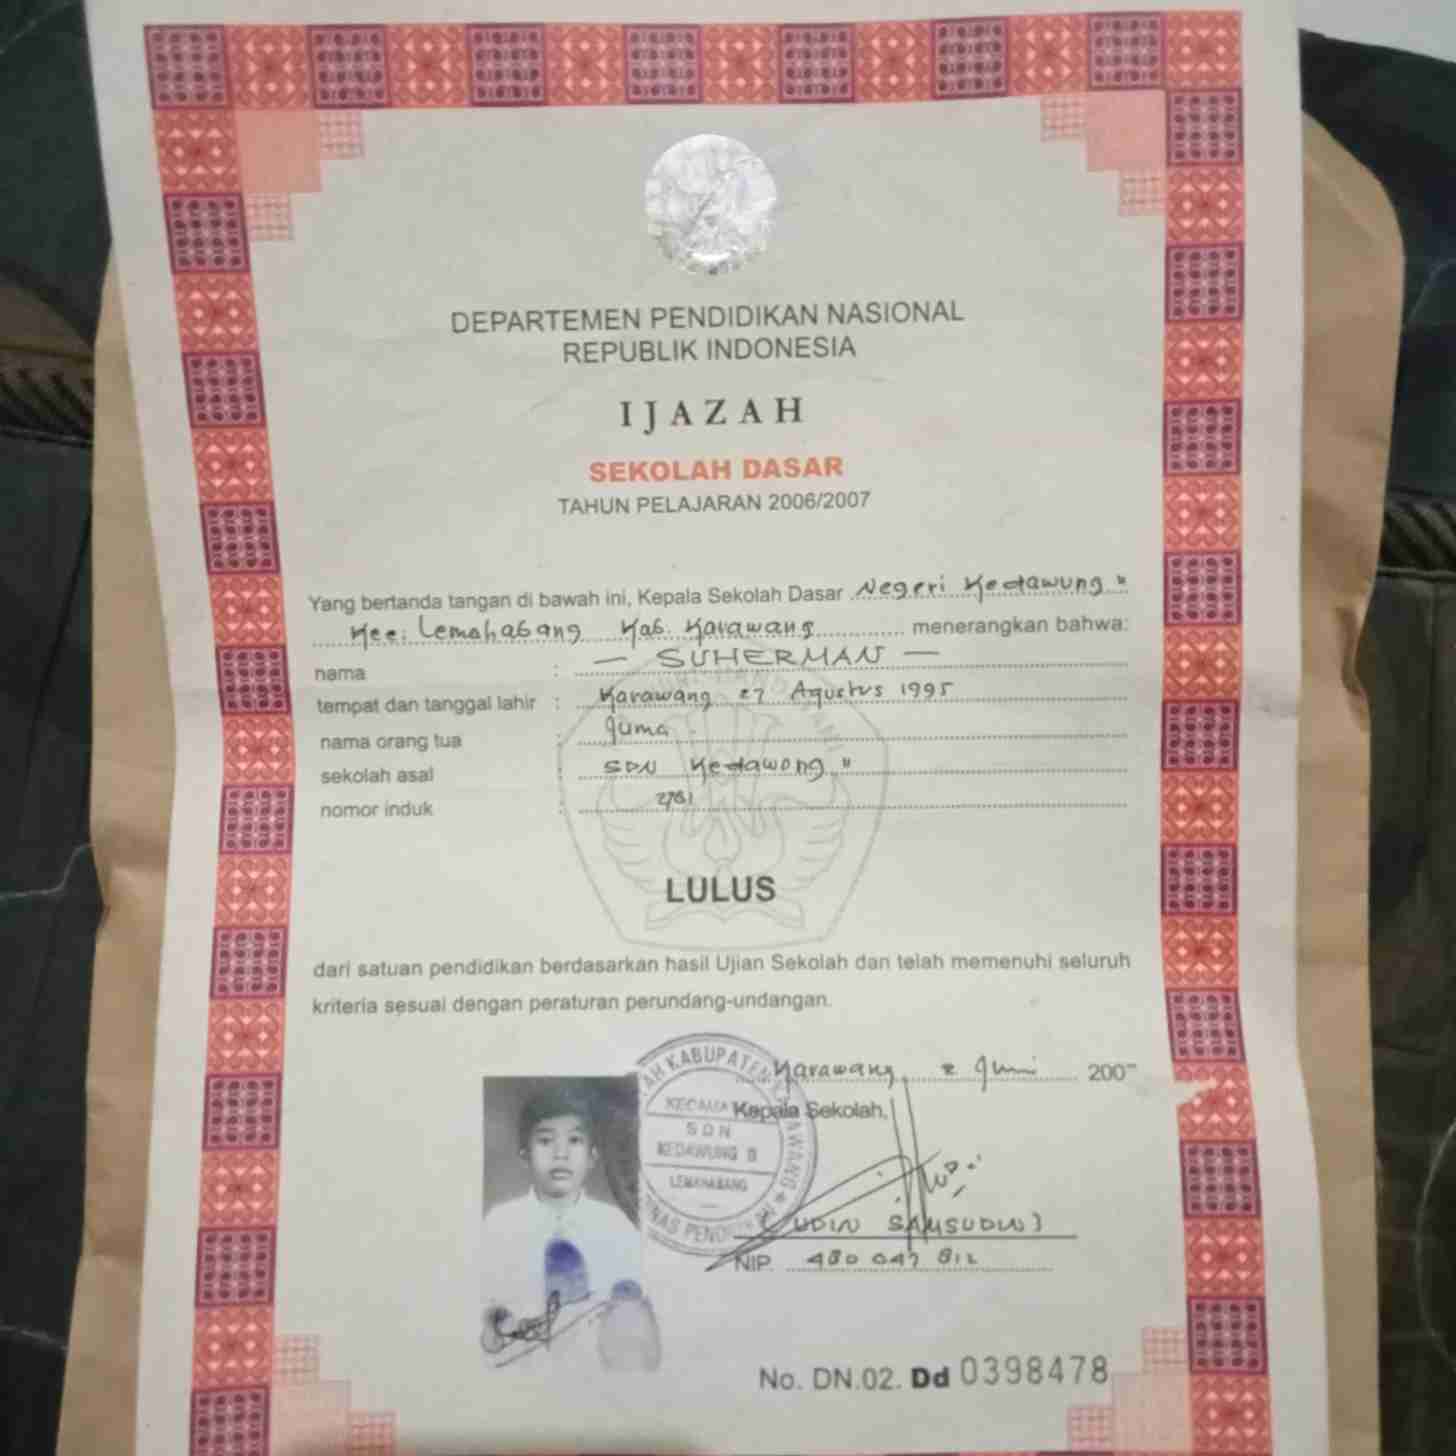 DEPARTEMEN PENDIDIKAN NASIONAL
REPUBLIK INDONESIA
IJAZAH
SEKOLAH DASAR
TAHUN PELAJARAN 2006/2007
Yang bertanda tangan di bawah ini, Kepala Sekolah Dasar Negeri Kedawung II
Kec. Lemahabang Kab. Karawang menerangkan bahwa:
nama : — SUHERMAN —
tempat dan tanggal lahir : Karawang 27 Agustus 1995
nama orang tua : Juma
sekolah asal : SDN Kedawong II
nomor induk :
LULUS
dari satuan pendidikan berdasarkan hasil Ujian Sekolah dan telah memenuhi seluruh
kriteria sesuai dengan peraturan perundang-undangan.
Karawang Juni 200
Kepala Sekolah,
SDN
KEDAWUNG II
LEMAHABANG
(UDIN SAMSUDIN)
NIP. 480 047 812
No. DN.02. Dd 0398478